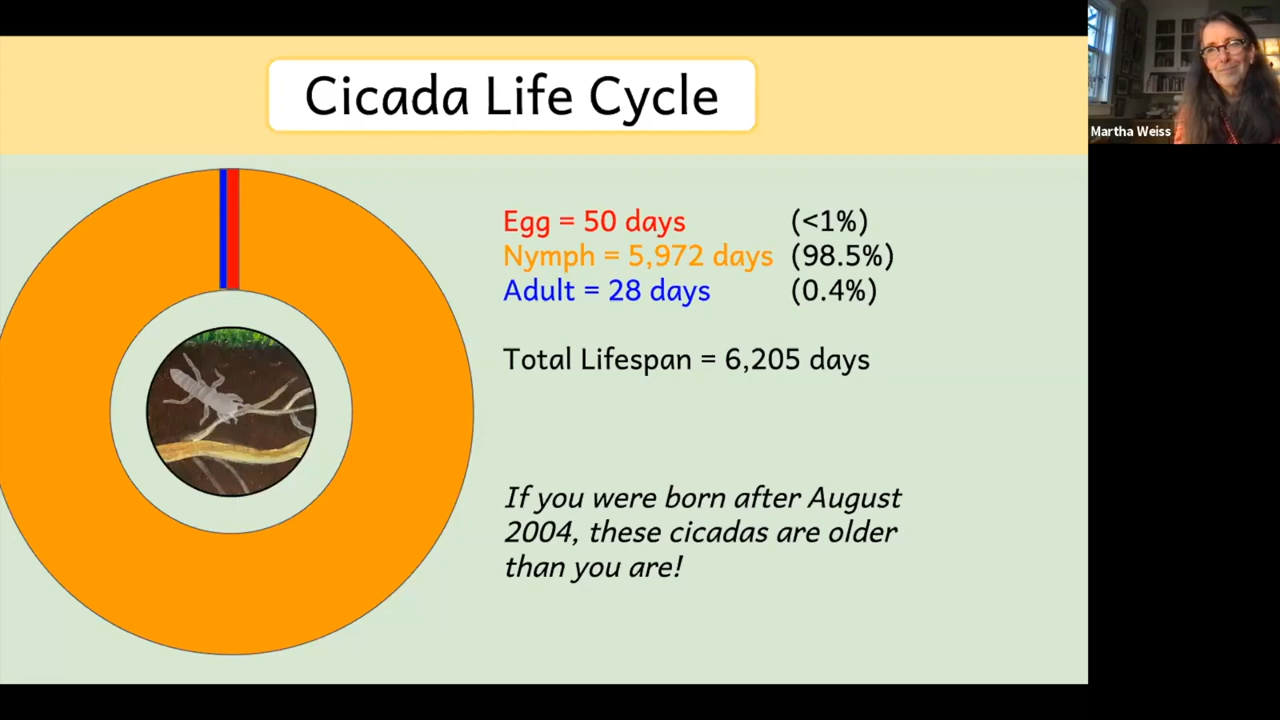 Cicada Life Cycle
Martha Weiss
Egg = 50 days (<1%)
Nymph = 5,972 days (98.5%)
Adult = 28 days (0.4%)
Total Lifespan = 6,205 days
If you were born after August
2004, these cicadas are older
than you are!